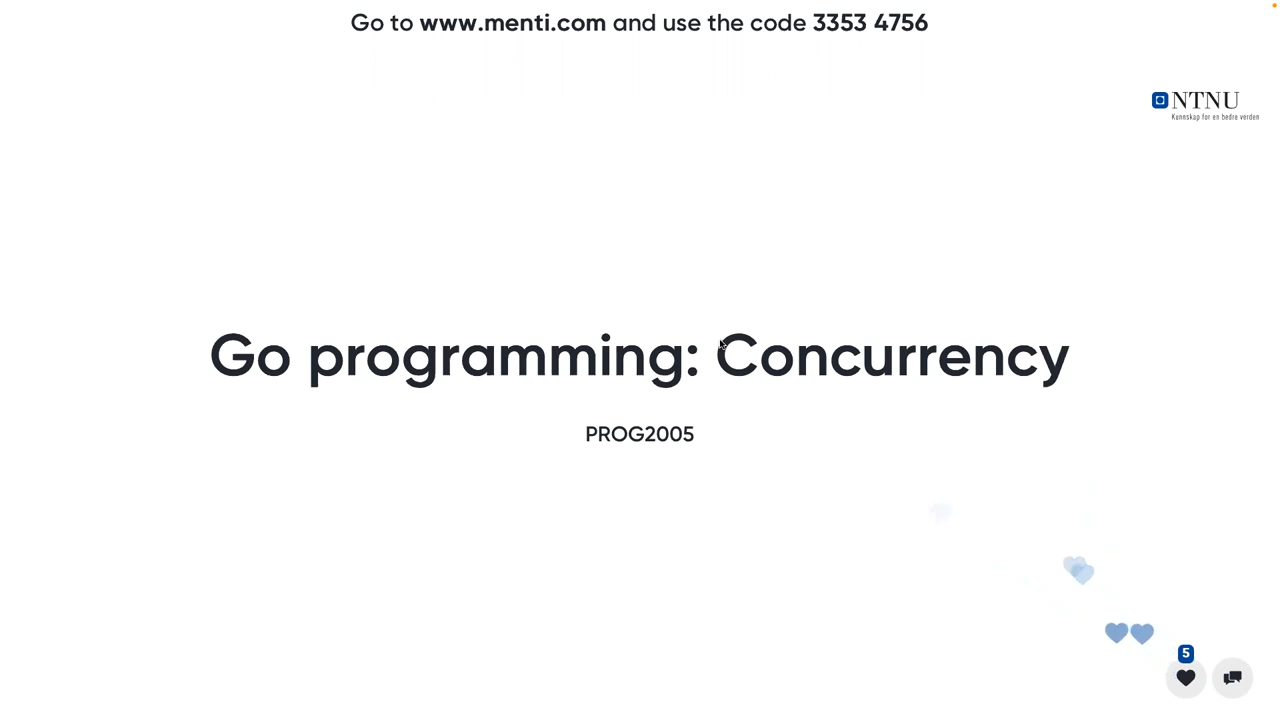 Go to www.menti.com and use the code 3353 4756
NTNU
Kunnskap for en bedre verden
Go programming: Concurrency
PROG2005
5